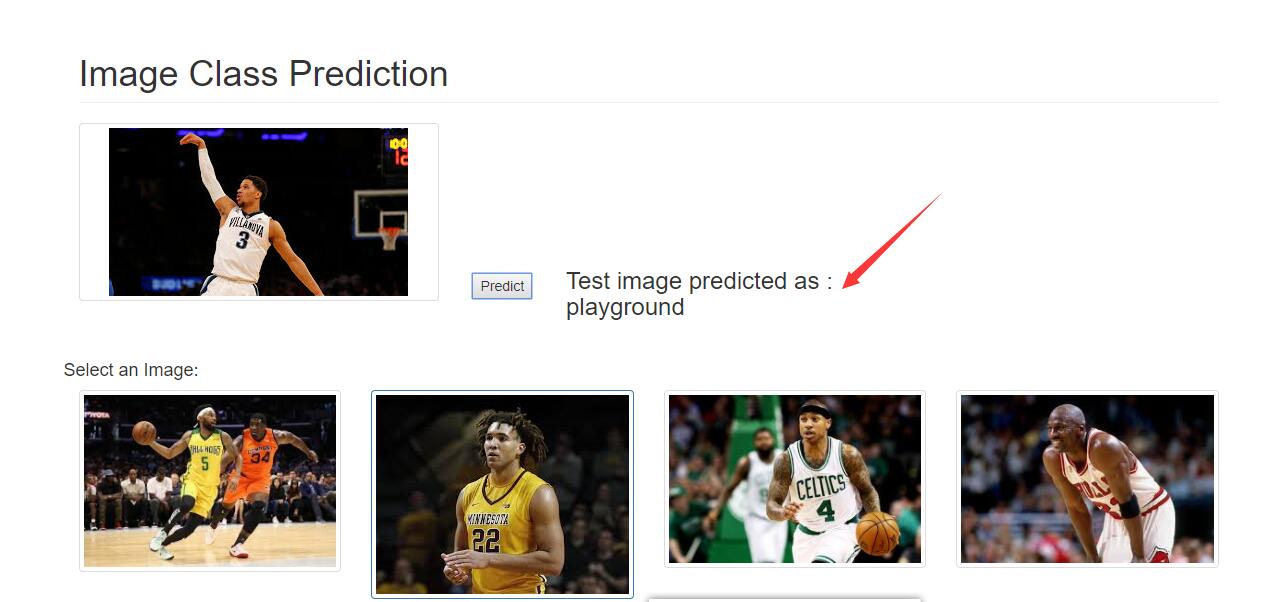 Image Class Prediction
VILLANOVA
3
Predict
Test image predicted as :
playground
Select an Image:
5
34
MINNESOTA
22
CELTICS
4